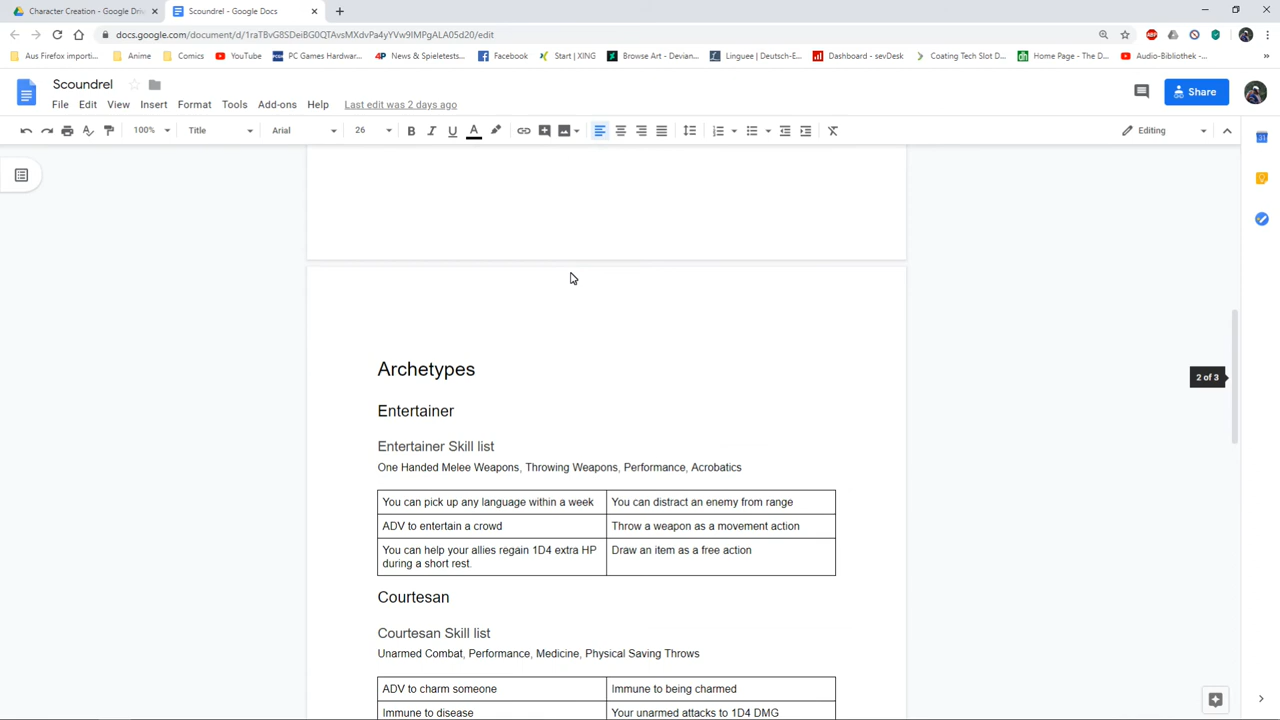 Character Creation - Google Driv
Scoundrel - Google Docs
docs.google.com/document/d/1raTBvG8SDeiBG0QTAvsMXdvPa4yYVw9IMPgALA05d20/edit
Aus Firefox importi...
Anime
Comics
YouTube
PC Games Hardwar...
News & Spieletests...
Facebook
Start | XING
Browse Art - Devian...
Linguee | Deutsch-E...
Dashboard - sevDesk
Coating Tech Slot D...
Home Page - The D...
Audio-Bibliothek -...
Scoundrel
File Edit View Insert Format Tools Add-ons Help Last edit was 2 days ago
Share
100% Title Arial 26 B I U A Editing
2 of 3
Archetypes
Entertainer
Entertainer Skill list
One Handed Melee Weapons, Throwing Weapons, Performance, Acrobatics
You can pick up any language within a week
You can distract an enemy from range
ADV to entertain a crowd
Throw a weapon as a movement action
You can help your allies regain 1D4 extra HP
during a short rest.
Draw an item as a free action
Courtesan
Courtesan Skill list
Unarmed Combat, Performance, Medicine, Physical Saving Throws
ADV to charm someone
Immune to being charmed
Immune to disease
Your unarmed attacks to 1D4 DMG